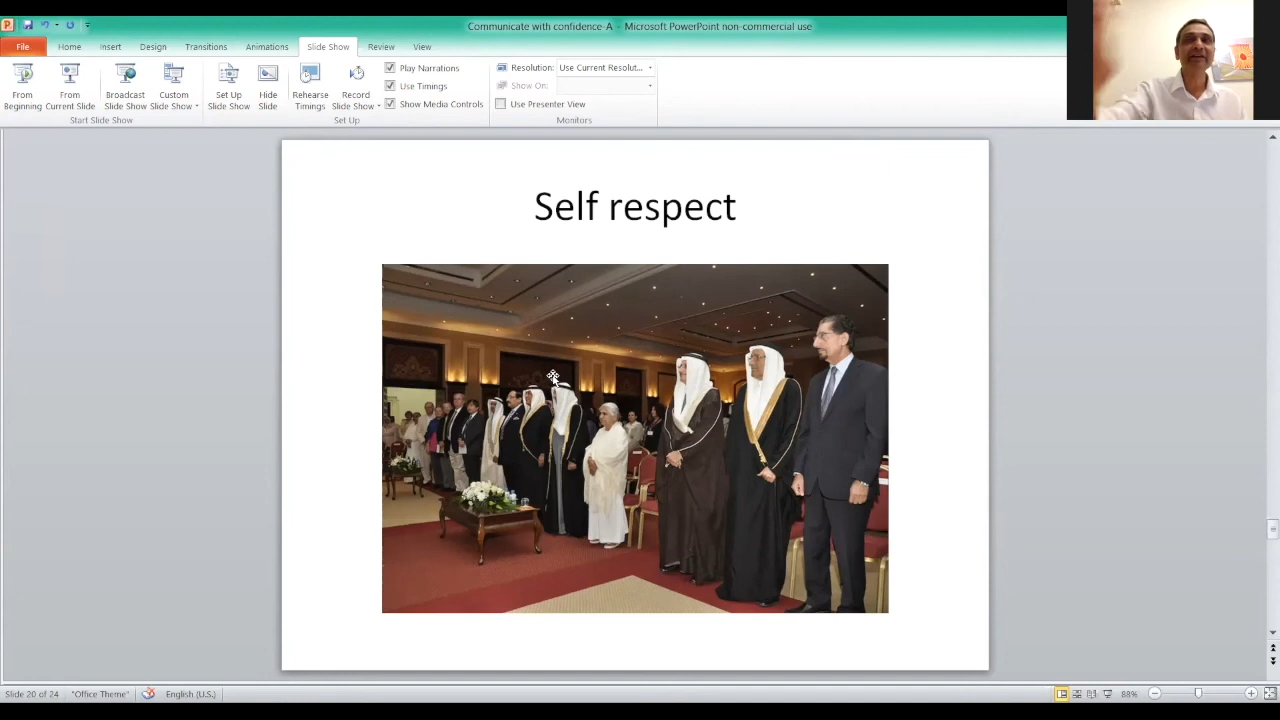 Communicate with confidence-A - Microsoft PowerPoint non-commercial use
File Home Insert Design Transitions Animations Slide Show Review View
From Beginning
From Current Slide
Broadcast Slide Show
Custom Slide Show
Start Slide Show
Set Up Slide Show
Hide Slide
Rehearse Timings
Record Slide Show
Play Narrations
Use Timings
Show Media Controls
Set Up
Resolution: Use Current Resolut...
Show On:
Use Presenter View
Monitors
Self respect
Slide 20 of 24 "Office Theme" English (U.S.) 88%